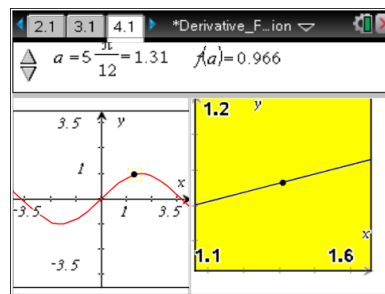 2.1 3.1 4.1 *Derivative_F...ion
a=5 π/12 =1.31 f(a)=0.966
3.5 y
1
x
-3.5 1 3.5
-3.5
1.2 y
x
1.1 1.6